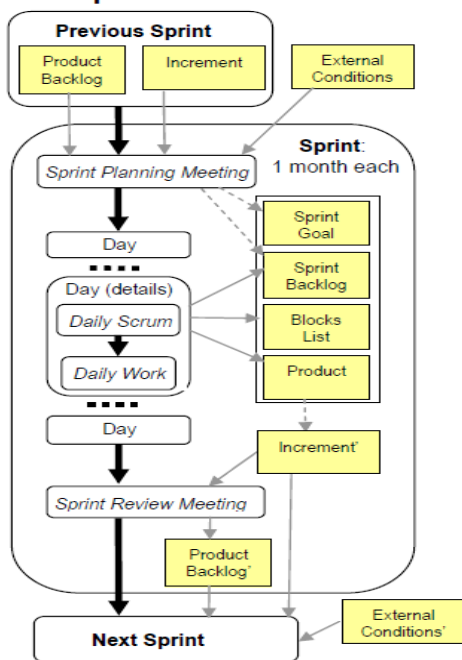 Previous Sprint
Product
Backlog
Increment
External
Conditions
Sprint:
1 month each
Sprint Planning Meeting
Sprint
Goal
Day
Sprint
Backlog
Day (details)
Daily Scrum
Blocks
List
Daily Work
Product
Day
Increment'
Sprint Review Meeting
Product
Backlog'
Next Sprint
External
Conditions'